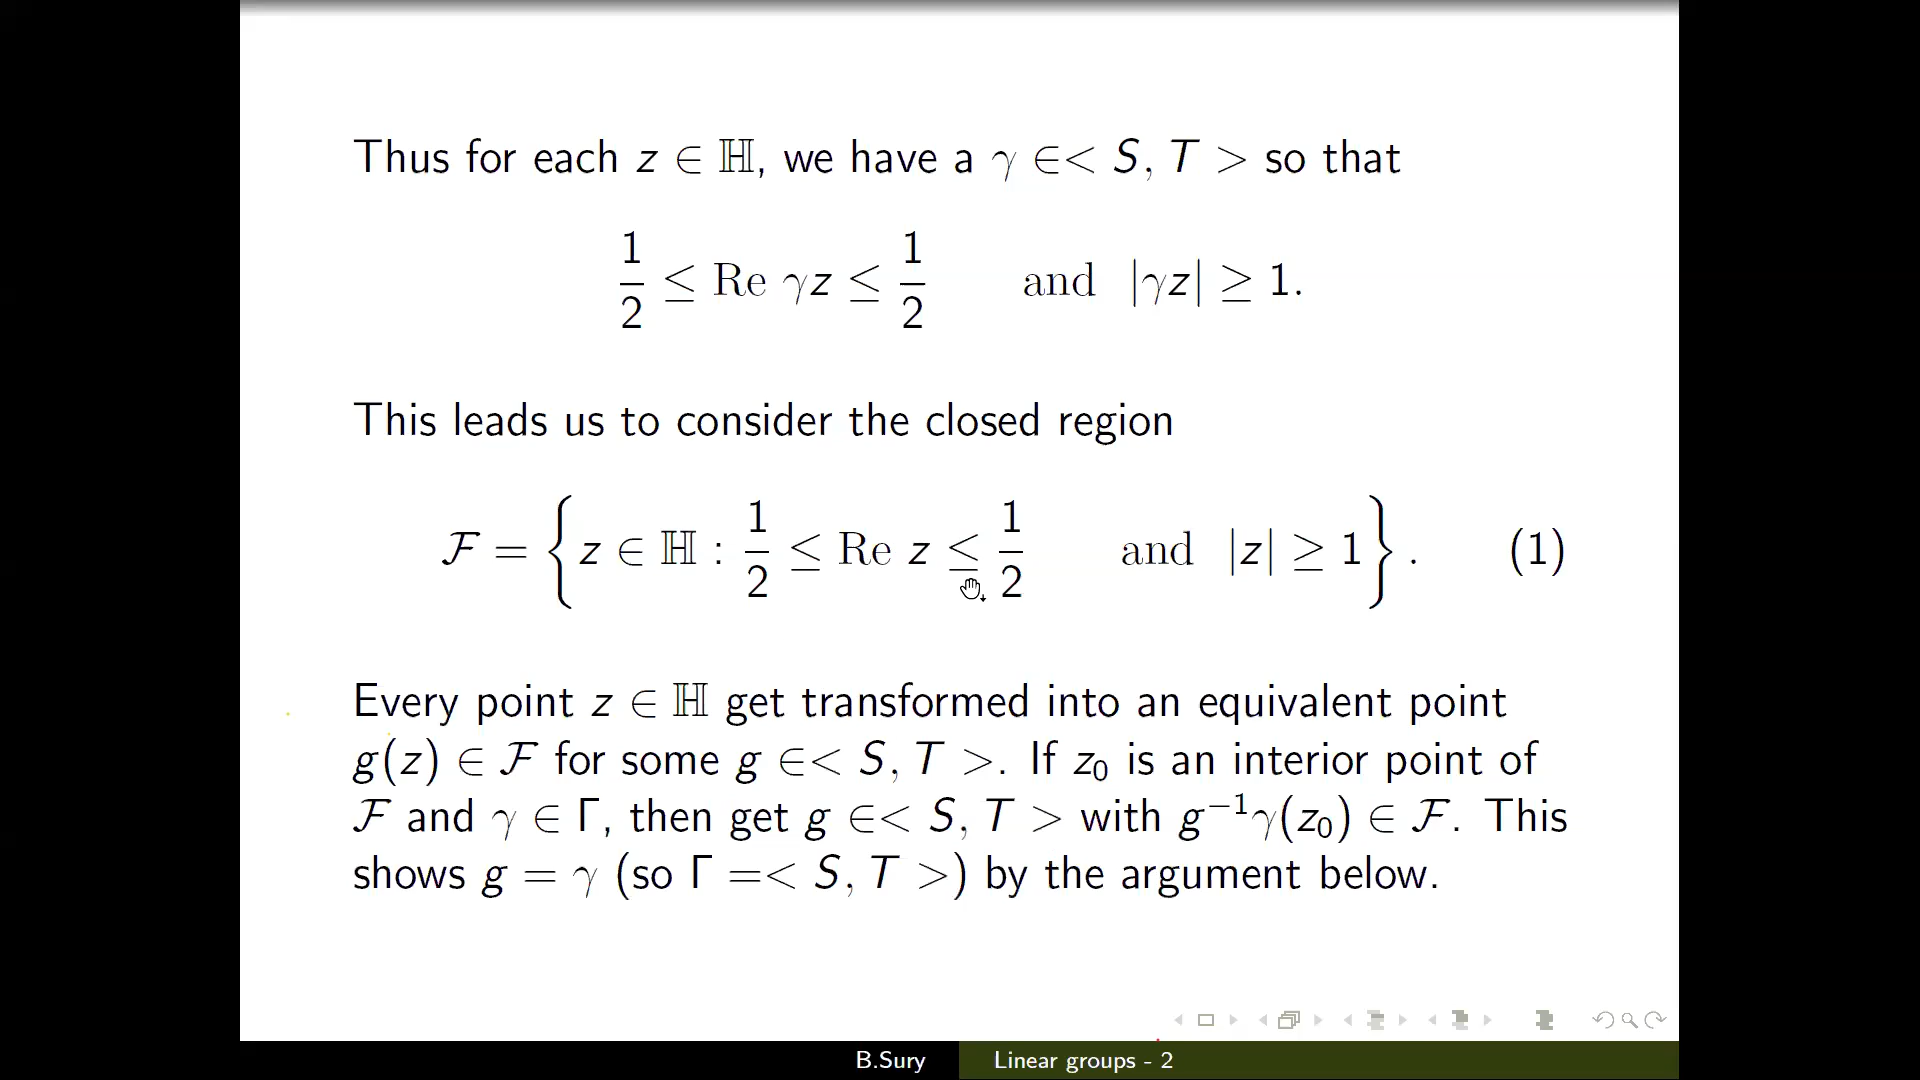 Thus for each z ∈ ℍ, we have a γ ∈< S, T > so that
1/2 ≤ Re γz ≤ 1/2 and |γz| ≥ 1.
This leads us to consider the closed region
ℱ = {z ∈ ℍ : 1/2 ≤ Re z ≤ 1/2 and |z| ≥ 1}. (1)
Every point z ∈ ℍ get transformed into an equivalent point
g(z) ∈ ℱ for some g ∈< S, T >. If z₀ is an interior point of
ℱ and γ ∈ Γ, then get g ∈< S, T > with g⁻¹γ(z₀) ∈ ℱ. This
shows g = γ (so Γ =< S, T >) by the argument below.
B.Sury Linear groups - 2